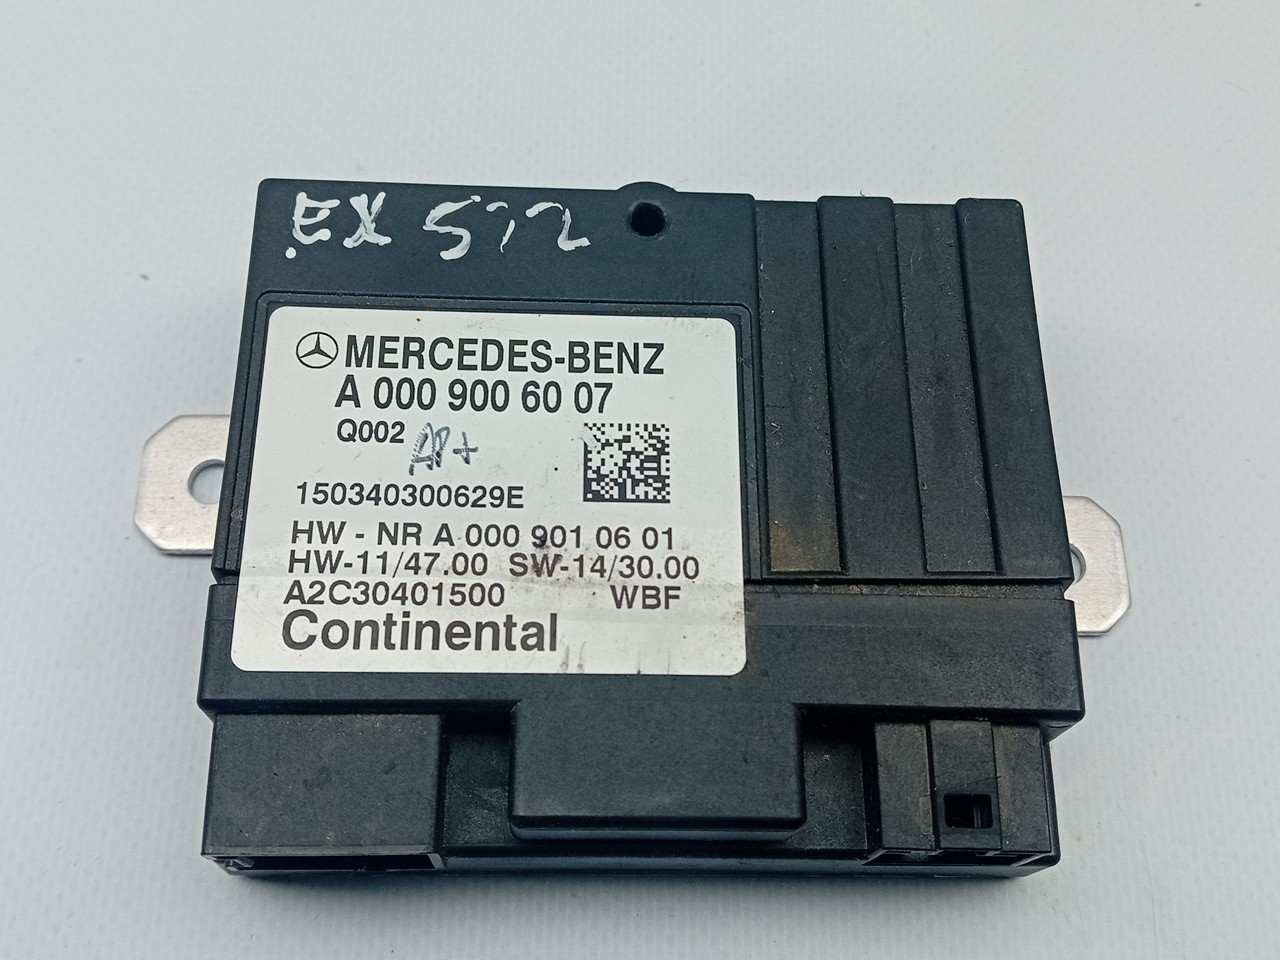 EX 572
MERCEDES-BENZ
A 000 900 60 07
Q002
AP+
150340300629E
HW - NR A 000 901 06 01
HW-11/47.00 SW-14/30.00
A2C30401500 WBF
Continental